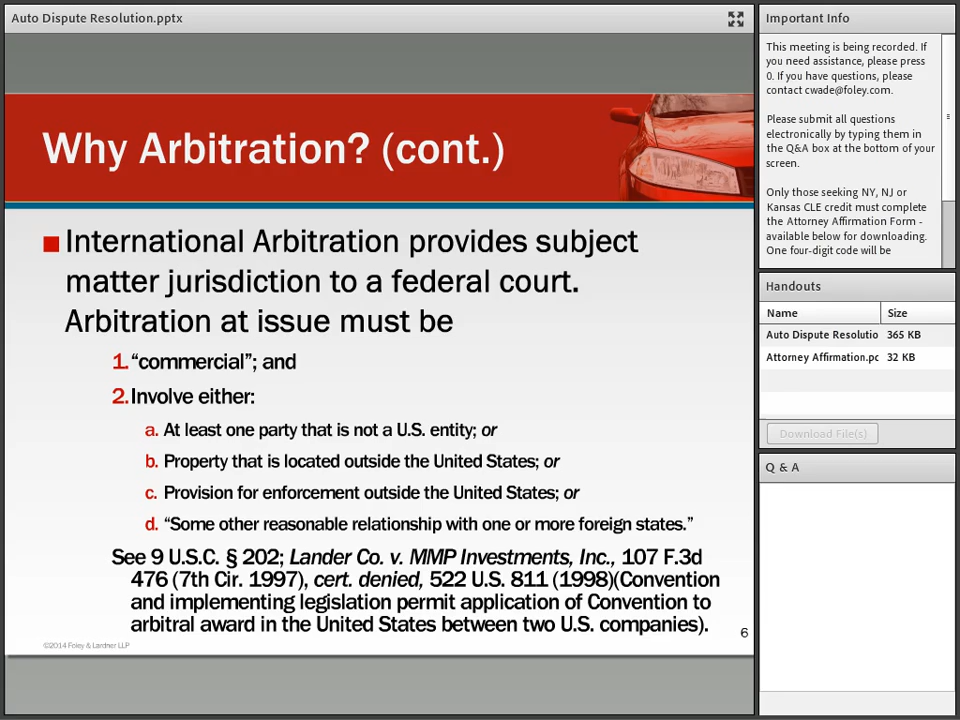 Auto Dispute Resolution.pptx
Why Arbitration? (cont.)
■ International Arbitration provides subject
matter jurisdiction to a federal court.
Arbitration at issue must be
1. “commercial”; and
2. Involve either:
a. At least one party that is not a U.S. entity; or
b. Property that is located outside the United States; or
c. Provision for enforcement outside the United States; or
d. “Some other reasonable relationship with one or more foreign states.”
See 9 U.S.C. § 202; Lander Co. v. MMP Investments, Inc., 107 F.3d
476 (7th Cir. 1997), cert. denied, 522 U.S. 811 (1998)(Convention
and implementing legislation permit application of Convention to
arbitral award in the United States between two U.S. companies).
6
©2014 Foley & Lardner LLP
Important Info
This meeting is being recorded. If
you need assistance, please press
0. If you have questions, please
contact cwade@foley.com.
Please submit all questions
electronically by typing them in
the Q&A box at the bottom of your
screen.
Only those seeking NY, NJ or
Kansas CLE credit must complete
the Attorney Affirmation Form -
available below for downloading.
One four-digit code will be
Handouts
Name Size
Auto Dispute Resolutio 365 KB
Attorney Affirmation.pc 32 KB
Download File(s)
Q & A